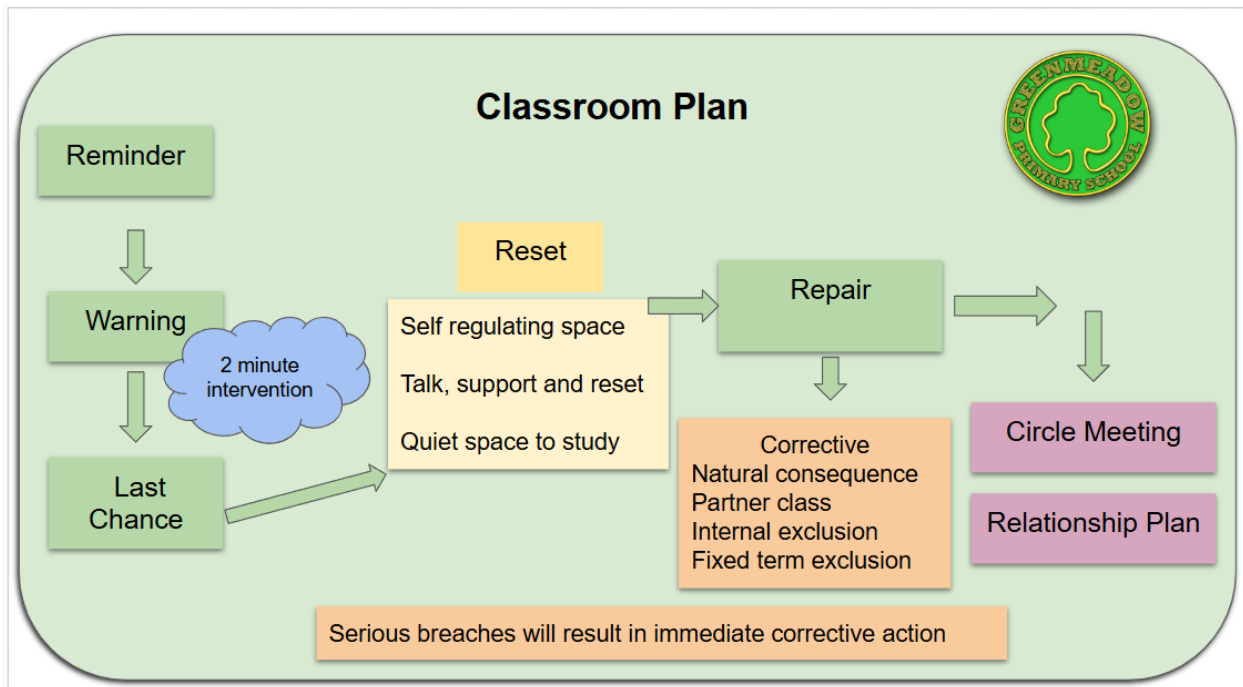 Classroom Plan
GREENMEADOW
PRIMARY SCHOOL
Reminder
Warning
2 minute
intervention
Last
Chance
Reset
Self regulating space
Talk, support and reset
Quiet space to study
Repair
Corrective
Natural consequence
Partner class
Internal exclusion
Fixed term exclusion
Circle Meeting
Relationship Plan
Serious breaches will result in immediate corrective action